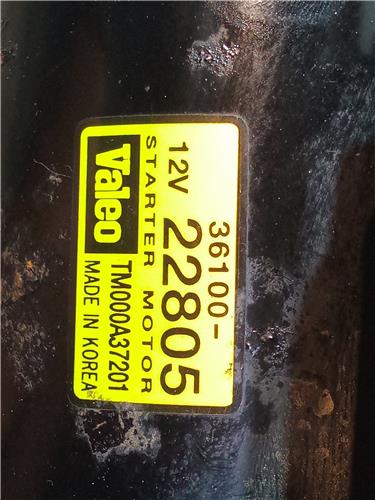 36100-
12V 22805
STARTER MOTOR
Valeo TM000A37201
MADE IN KOREA